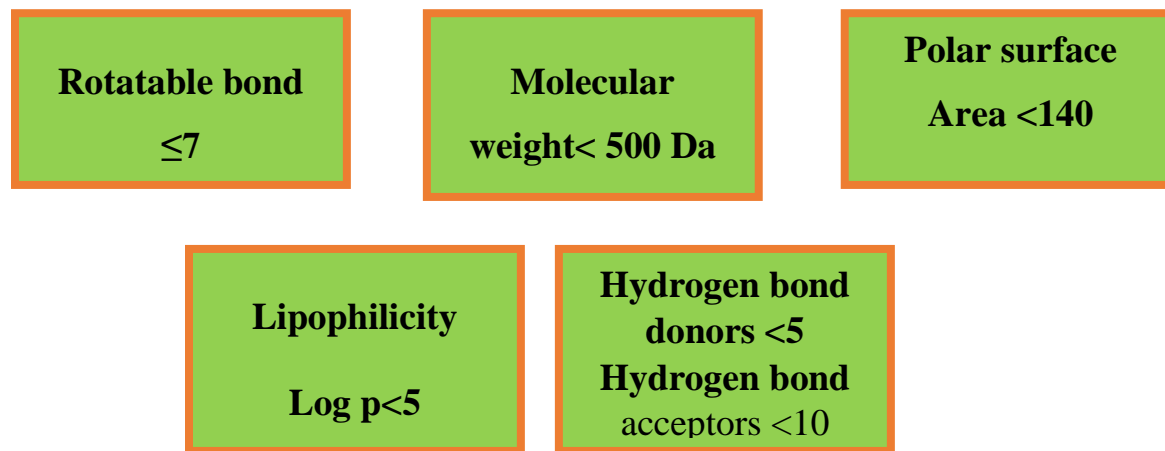 Rotatable bond
≤7
Molecular
weight< 500 Da
Polar surface
Area <140
Lipophilicity
Log p<5
Hydrogen bond
donors <5
Hydrogen bond
acceptors <10